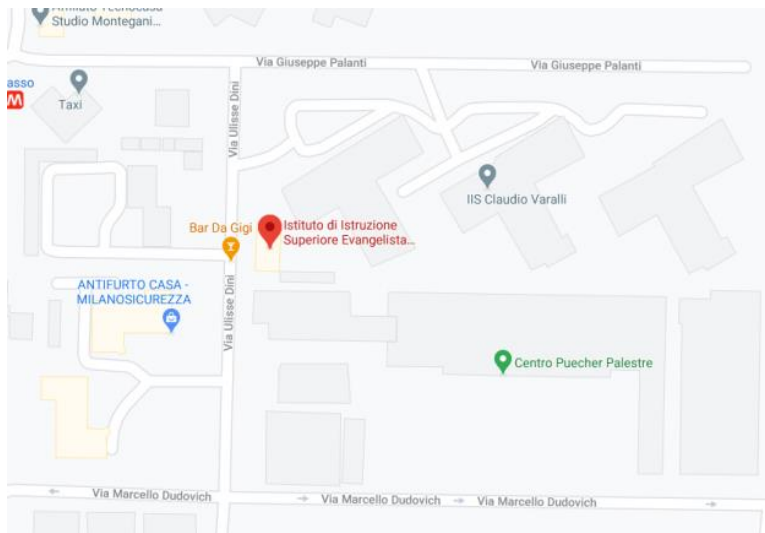 Affiliato Tecnocasa
Studio Montegani...
Via Giuseppe Palanti
Via Giuseppe Palanti
asso
M
Taxi
Via Ulisse Dini
IIS Claudio Varalli
Bar Da Gigi
Istituto di Istruzione
Superiore Evangelista...
ANTIFURTO CASA -
MILANOSICUREZZA
Via Ulisse Dini
Centro Puecher Palestre
Via Marcello Dudovich
Via Marcello Dudovich
Via Marcello Dudovich